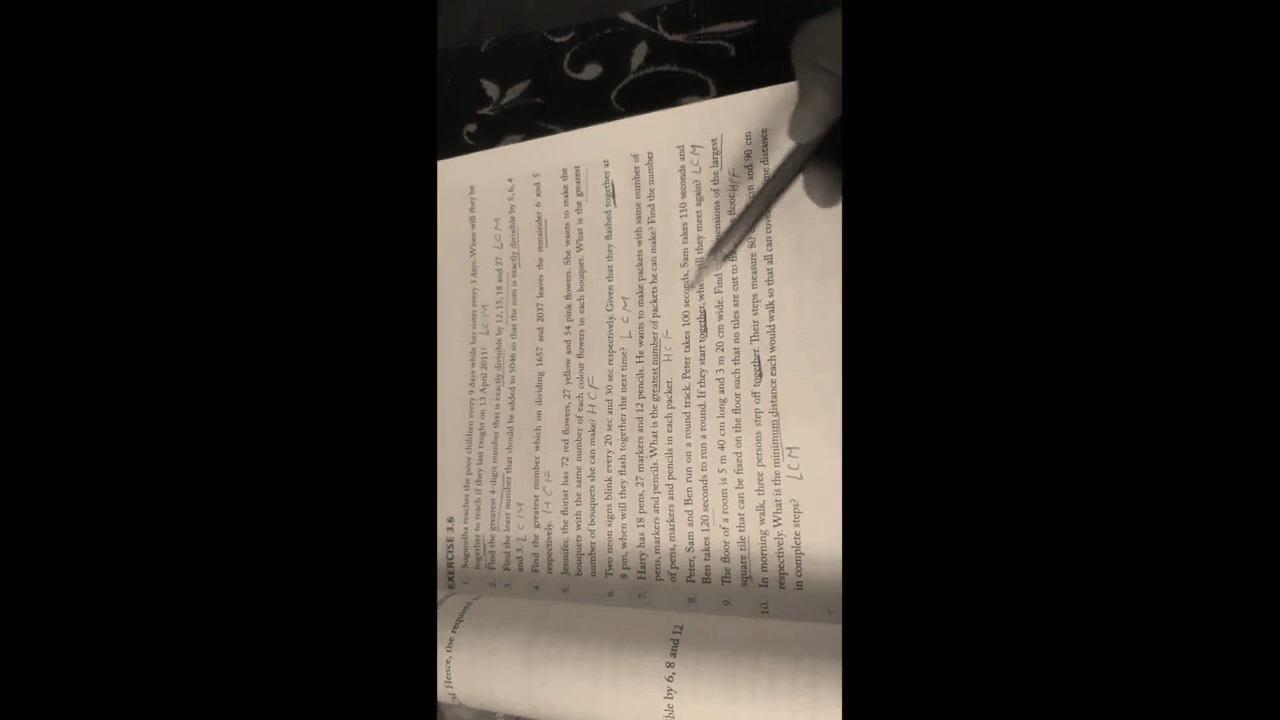 Hence, the required
ble by 6, 8 and 12
EXERCISE 3.6
1. Sugandha teaches the poor children every 9 days while her sister every 3 days. When will they be
together to teach if they last taught on 13 April 2011? LCM
2. Find the greatest 4-digit number that is exactly divisible by 12, 15, 18 and 27. LCM
3. Find the least number that should be added to 5046 so that the sum is exactly divisible by 5, 6, 4
and 3. LCM
4. Find the greatest number which on dividing 1657 and 2037 leaves the remainder 6 and 5
respectively. HCF
5. Jennifer, the florist has 72 red flowers, 27 yellow and 54 pink flowers. She wants to make the
bouquets with the same number of each colour flowers in each bouquet. What is the greatest
number of bouquets she can make? HCF
6. Two neon signs blink every 20 sec and 30 sec respectively. Given that they flashed together at
8 pm, when will they flash together the next time? LCM
7. Harry has 18 pens, 27 markers and 12 pencils. He wants to make packets with same number of
pens, markers and pencils. What is the greatest number of packets he can make? Find the number
of pens, markers and pencils in each packet. HCF
8. Peter, Sam and Ben run on a round track. Peter takes 100 seconds, Sam takes 110 seconds and
Ben takes 120 seconds to run a round. If they start together, when will they meet again? LCM
9. The floor of a room is 5 m 40 cm long and 3 m 20 cm wide. Find dimensions of the largest
square tile that can be fixed on the floor such that no tiles are cut to floor. HCF
10. In morning walk, three persons step off together. Their steps measure 80 cm and 90 cm
respectively. What is the minimum distance each would walk so that all can distance
in complete steps? LCM